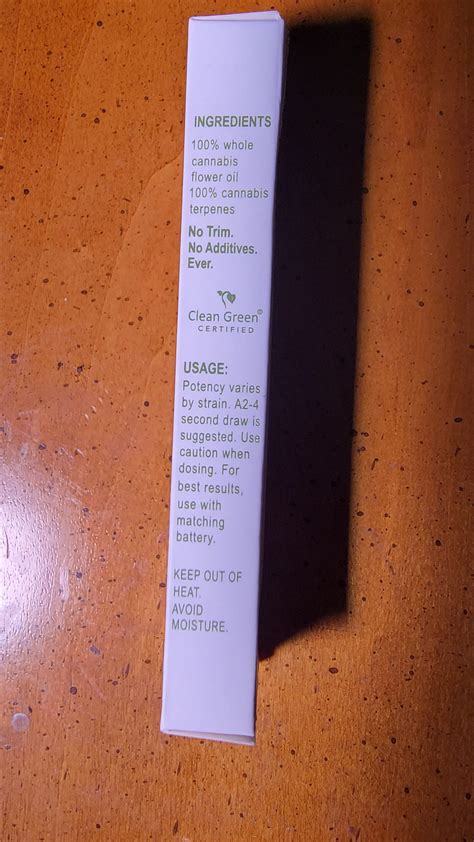 INGREDIENTS
100% whole
cannabis
flower oil
100% cannabis
terpenes
No Trim.
No Additives.
Ever.
Clean Green©
CERTIFIED
USAGE:
Potency varies
by strain. A2-4
second draw is
suggested. Use
caution when
dosing. For
best results,
use with
matching
battery.
KEEP OUT OF
HEAT.
AVOID
MOISTURE.